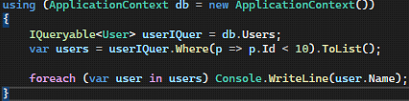 using (ApplicationContext db = new ApplicationContext())
{
IQueryable<User> userIQuer = db.Users;
var users = userIQuer.Where(p => p.Id < 10).ToList();
foreach (var user in users) Console.WriteLine(user.Name);
}